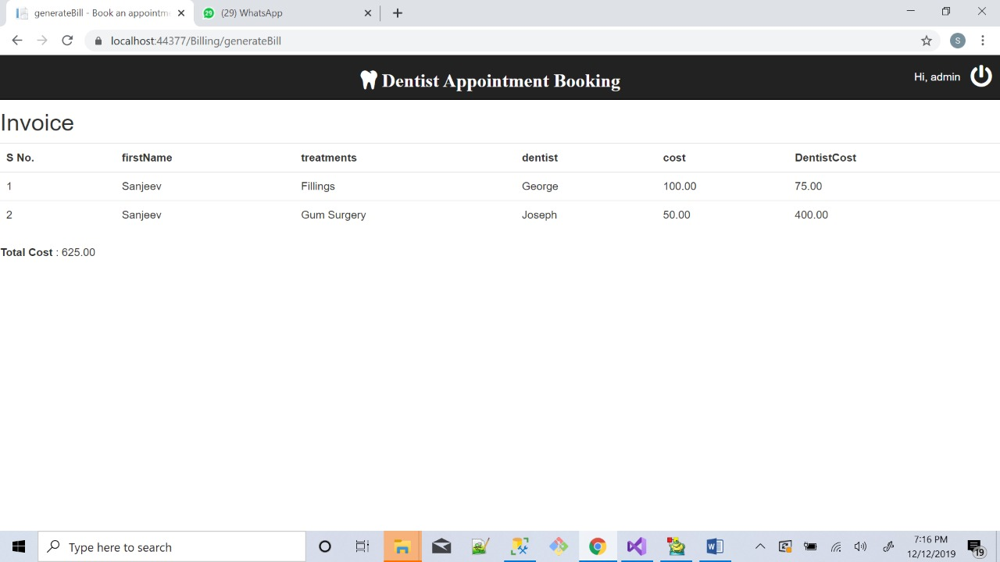 generateBill - Book an appointme
(29) WhatsApp
localhost:44377/Billing/generateBill
S
Dentist Appointment Booking
Hi, admin
Invoice
S No. firstName treatments dentist cost DentistCost
1 Sanjeev Fillings George 100.00 75.00
2 Sanjeev Gum Surgery Joseph 50.00 400.00
Total Cost : 625.00
Type here to search
7:16 PM
12/12/2019
19